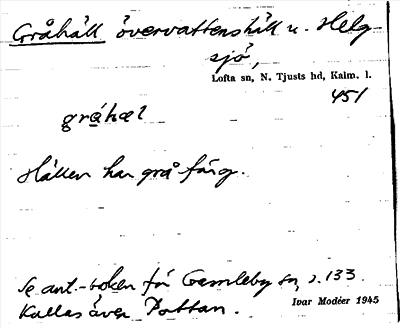 Gråhäll övervattenshäll u. Helg
sjö,
Lofta sn, N. Tjusts hd, Kalm. l.
451
gråhæl
Hällen har grå färg.
Se ant.-boken för Gamleby sn, s. 133.
Kallas även Pottan.
Ivar Modéer 1945